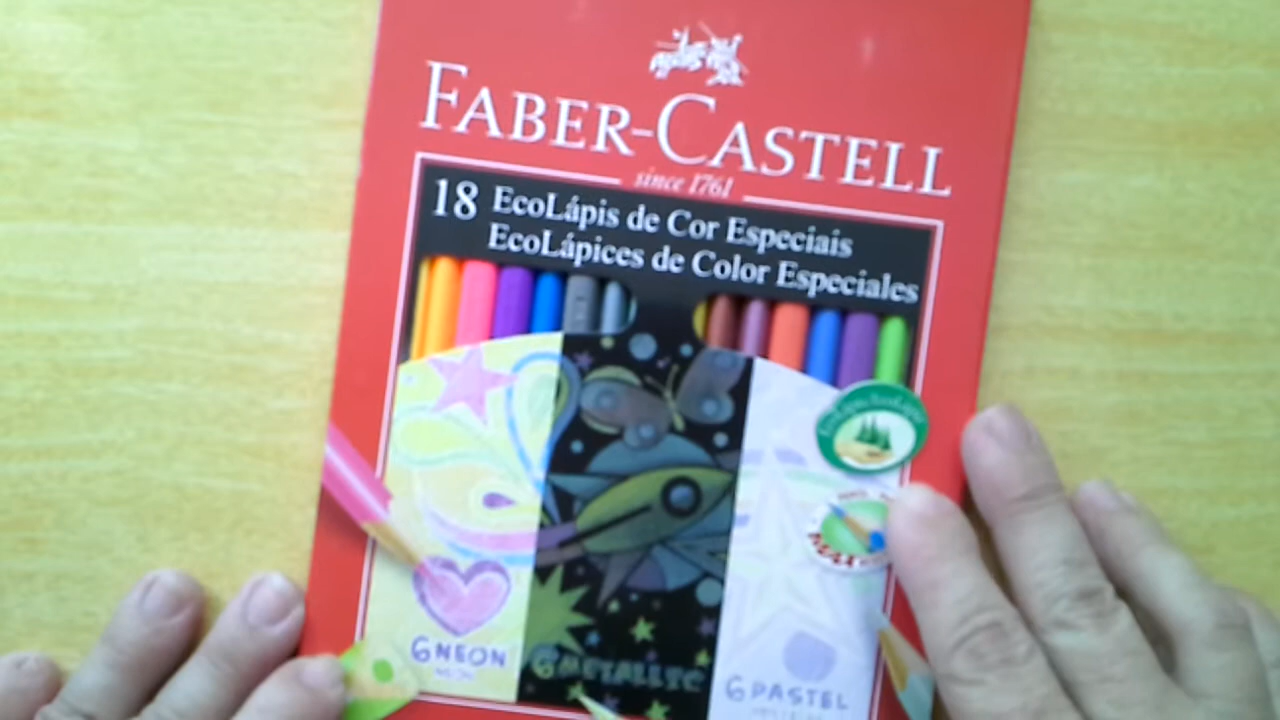 FABER-CASTELL
since 1761
18 EcoLápis de Cor Especiais
EcoLápices de Color Especiales
6 NEON
6 METALLIC
6 PASTEL